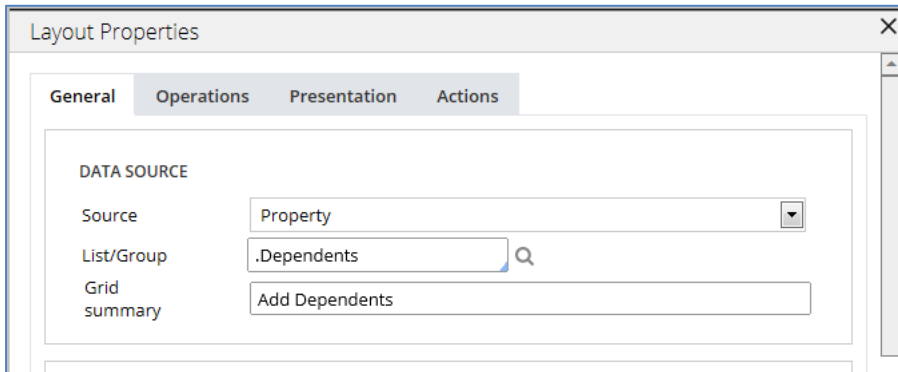 Layout Properties
General Operations Presentation Actions
DATA SOURCE
Source Property
List/Group .Dependents
Grid
summary Add Dependents